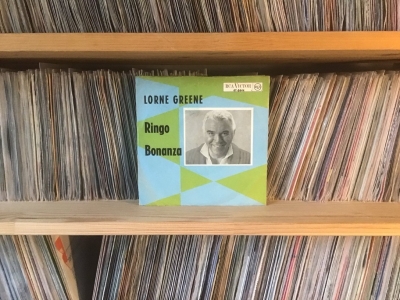 RCA VICTOR
LORNE GREENE
Ringo
Bonanza